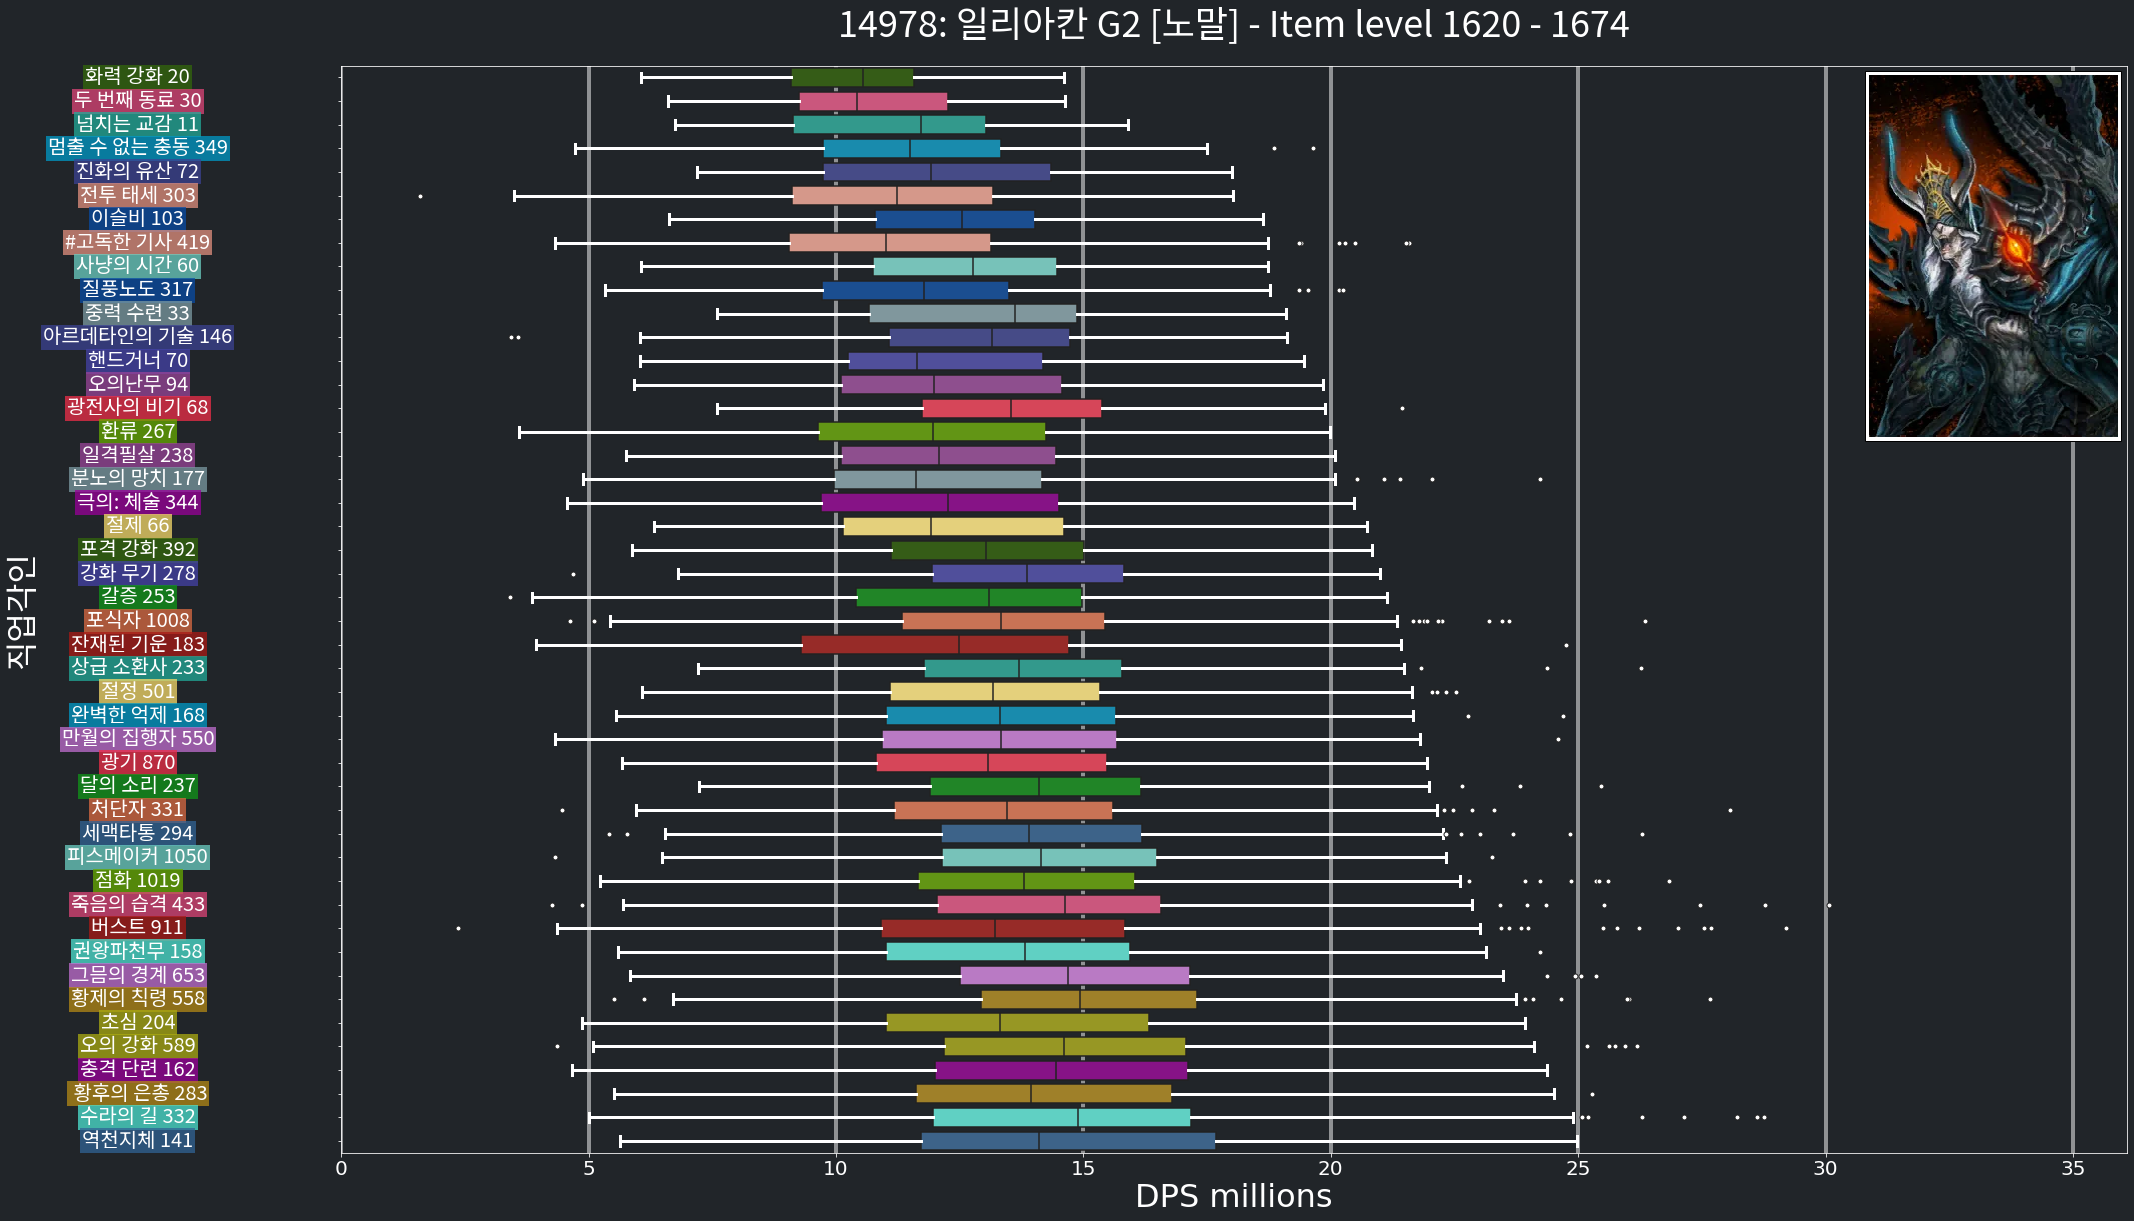 14978: 일리아칸 G2 [노말] - Item level 1620 - 1674
화력 강화 20
두 번째 동료 30
넘치는 교감 11
멈출 수 없는 충동 349
진화의 유산 72
전투 태세 303
이슬비 103
#고독한 기사 419
사냥의 시간 60
질풍노도 317
중력 수련 33
아르데타인의 기술 146
핸드거너 70
오의난무 94
광전사의 비기 68
환류 267
일격필살 238
분노의 망치 177
극의: 체술 344
절제 66
포격 강화 392
강화 무기 278
갈증 253
포식자 1008
잔재된 기운 183
상급 소환사 233
절정 501
완벽한 억제 168
만월의 집행자 550
광기 870
달의 소리 237
처단자 331
세맥타통 294
피스메이커 1050
점화 1019
죽음의 습격 433
버스트 911
권왕파천무 158
그믐의 경계 653
황제의 칙령 558
초심 204
오의 강화 589
충격 단련 162
황후의 은총 283
수라의 길 332
역천지체 141
직업각인
0 5 10 15 20 25 30 35
DPS millions